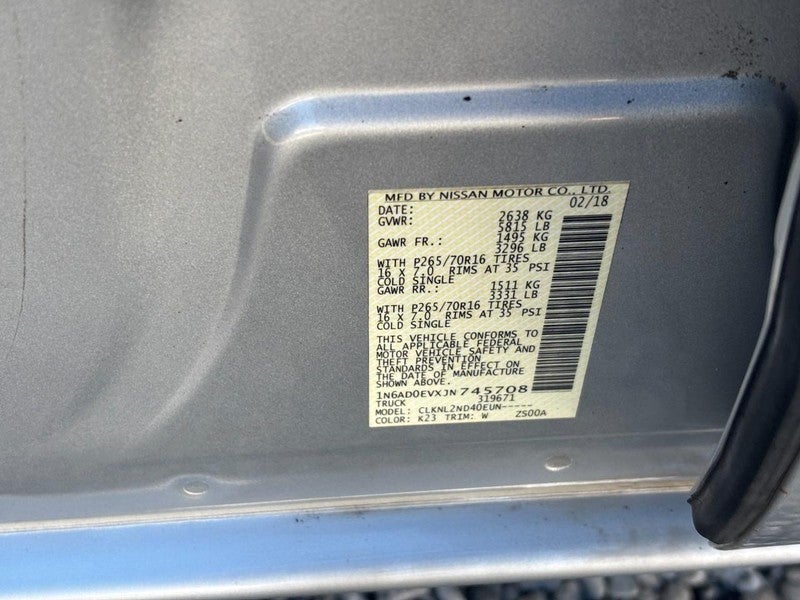 MFD BY NISSAN MOTOR CO., LTD.
DATE: 02/18
GVWR: 2638 KG
5815 LB
GAWR FR.: 1495 KG
3296 LB
WITH P265/70R16 TIRES
16 X 7.0 RIMS AT 35 PSI
COLD SINGLE
GAWR RR.: 1511 KG
3331 LB
WITH P265/70R16 TIRES
16 X 7.0 RIMS AT 35 PSI
COLD SINGLE
THIS VEHICLE CONFORMS TO
ALL APPLICABLE FEDERAL
MOTOR VEHICLE SAFETY AND
THEFT PREVENTION
STANDARDS IN EFFECT ON
THE DATE OF MANUFACTURE
SHOWN ABOVE.
1N6AD0EVXJN745708
TRUCK 319671
MODEL: CLKNL2ND40EUN-----
COLOR: K23 TRIM: W ZS00A